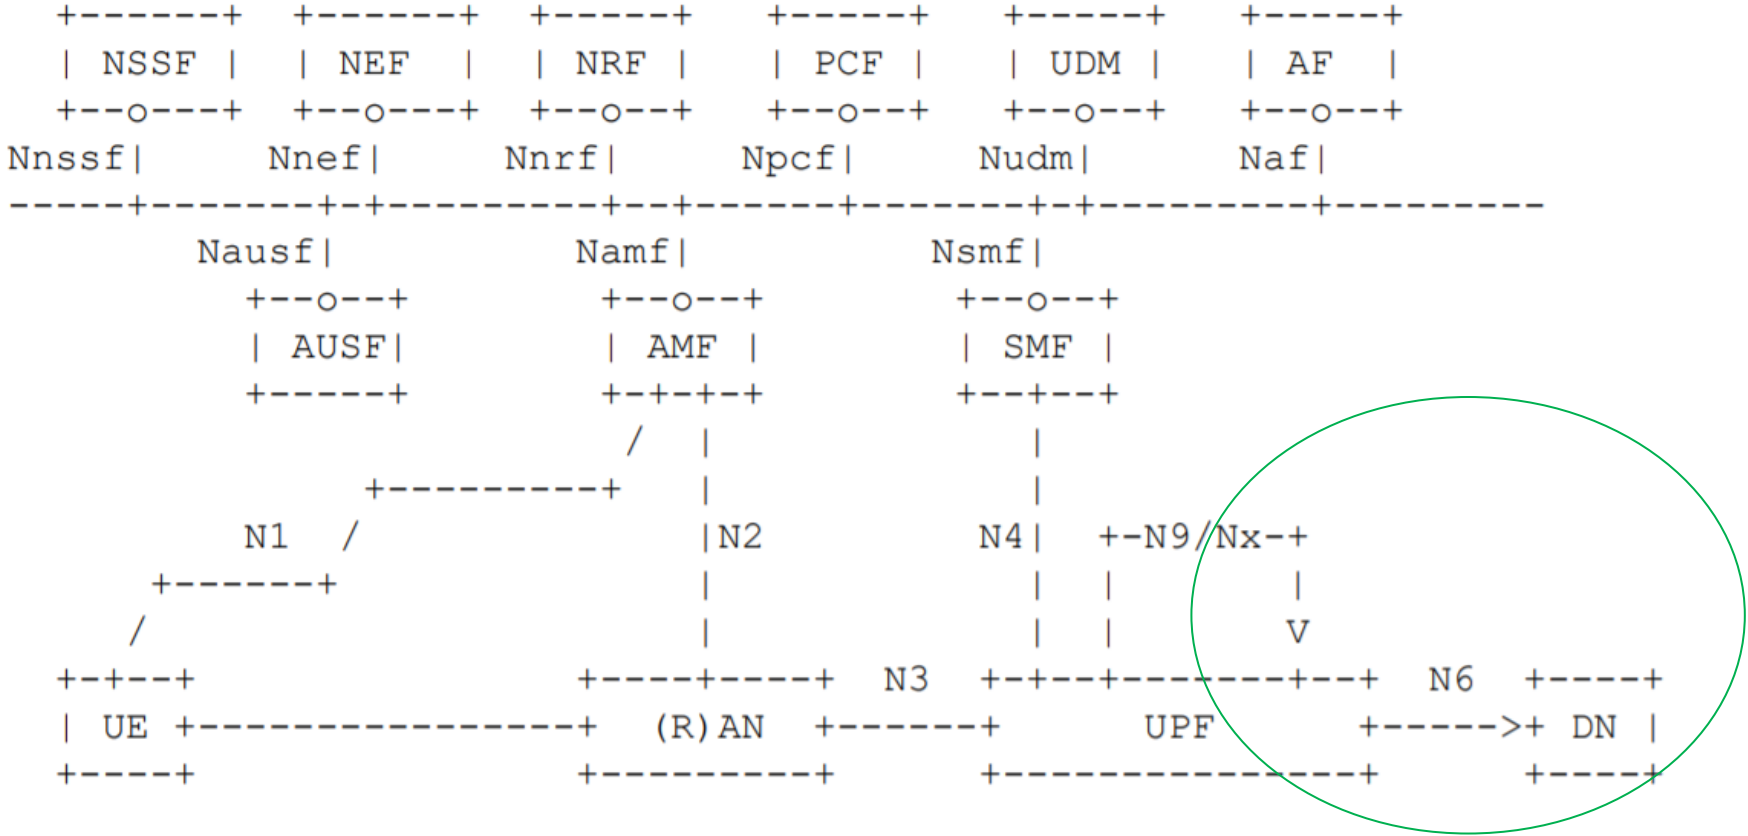 +------+  +------+  +-----+   +-----+   +-----+   +-----+
| NSSF |  | NEF  |  | NRF |   | PCF |   | UDM |   | AF  |
+--o---+  +--o---+  +--o--+   +--o--+   +--o--+   +--o--+
Nnssf|     Nnef|     Nnrf|     Npcf|     Nudm|      Naf|
-----+-------+-+---------+--+------+-------+-+---------+---------
Nausf|          Namf|          Nsmf|
+--o--+        +--o--+        +--o--+
| AUSF|        | AMF |        | SMF |
+-----+        +-+-+-+        +--+--+
/  |             |
+---------+   |             |
N1  /              |N2         N4|  +-N9/Nx-+
+------+               |             |  |       |
/                       |             |  |       V
+-+--+                +----+----+  N3  +-+--+-------+--+  N6  +----+
| UE +----------------+  (R)AN  +------+      UPF      +----->+ DN |
+----+                +---------+      +---------------+      +----+